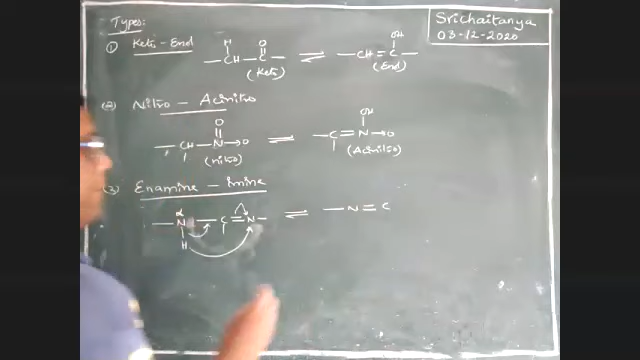 Types:
Srichaitanya
03-12-2020
(1) Keto - Enol
H O OH
-CH-C- ⇌ -CH=C-
(Keto) (Enol)
(2) Nitro - Acinitro
O OH
-CH-N→O ⇌ -C=N→O
(nitro) (Acinitro)
(3) Enamine - imine
α
-N-C=N- ⇌ -N=C
H